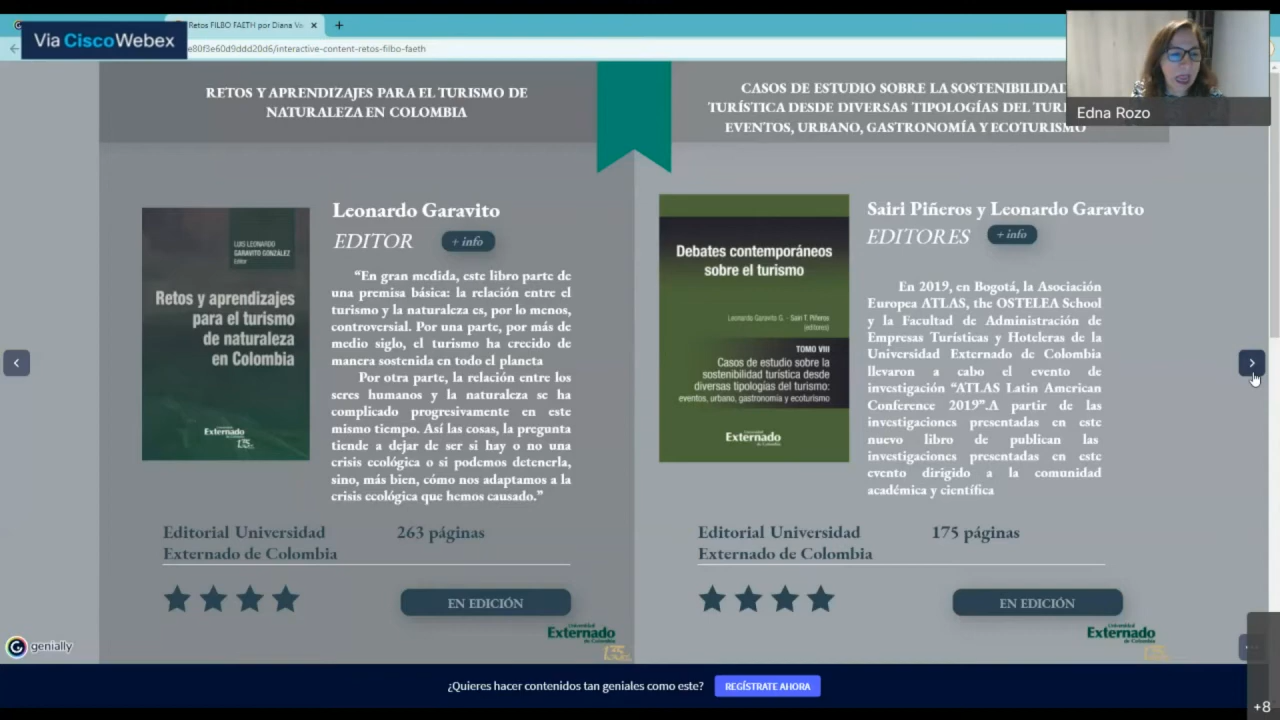 Retos FILBO FAETH por Diana
Via CiscoWebex
e80f3e60d9ddd20d6/interactive-content-retos-filbo-faeth
Edna Rozo
RETOS Y APRENDIZAJES PARA EL TURISMO DE
NATURALEZA EN COLOMBIA
CASOS DE ESTUDIO SOBRE LA SOSTENIBILIDAD
TURÍSTICA DESDE DIVERSAS TIPOLOGÍAS DEL TUR
EVENTOS, URBANO, GASTRONOMÍA Y ECOTURISMO
LUIS LEONARDO
GARAVITO GONZÁLEZ
Editor
Retos y aprendizajes
para el turismo
de naturaleza
en Colombia
Universidad
Externado
de Colombia
Leonardo Garavito
EDITOR
+ info
“En gran medida, este libro parte de
una premisa básica: la relación entre el
turismo y la naturaleza es, por lo menos,
controversial. Por una parte, por más de
medio siglo, el turismo ha crecido de
manera sostenida en todo el planeta
Por otra parte, la relación entre los
seres humanos y la naturaleza se ha
complicado progresivamente en este
mismo tiempo. Así las cosas, la pregunta
tiende a dejar de ser si hay o no una
crisis ecológica o si podemos detenerla,
sino, más bien, cómo nos adaptamos a la
crisis ecológica que hemos causado.”
Editorial Universidad
Externado de Colombia
263 páginas
EN EDICIÓN
Universidad
Externado
de Colombia
Debates contemporáneos
sobre el turismo
Leonardo Garavito G. - Sairi T. Piñeros
(editores)
TOMO VIII
Casos de estudio sobre la
sostenibilidad turística desde
diversas tipologías del turismo:
eventos, urbano, gastronomía y ecoturismo
Universidad
Externado
de Colombia
Sairi Piñeros y Leonardo Garavito
EDITORES
+ info
En 2019, en Bogotá, la Asociación
Europea ATLAS, the OSTELEA School
y la Facultad de Administración de
Empresas Turísticas y Hoteleras de la
Universidad Externado de Colombia
llevaron a cabo el evento de
investigación “ATLAS Latin American
Conference 2019”.A partir de las
investigaciones presentadas en este
nuevo libro de publican las
investigaciones presentadas en este
evento dirigido a la comunidad
académica y científica
Editorial Universidad
Externado de Colombia
175 páginas
EN EDICIÓN
Universidad
Externado
de Colombia
genially
¿Quieres hacer contenidos tan geniales como este?
REGÍSTRATE AHORA
+8